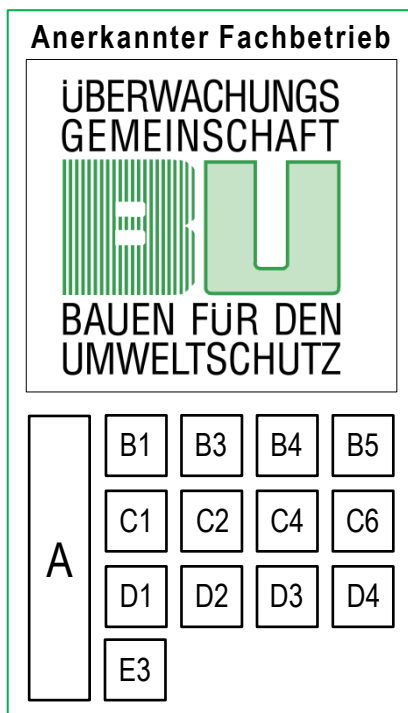 Anerkannter Fachbetrieb
ÜBERWACHUNGS
GEMEINSCHAFT
BU
BAUEN FÜR DEN
UMWELTSCHUTZ
A
B1 B3 B4 B5
C1 C2 C4 C6
D1 D2 D3 D4
E3